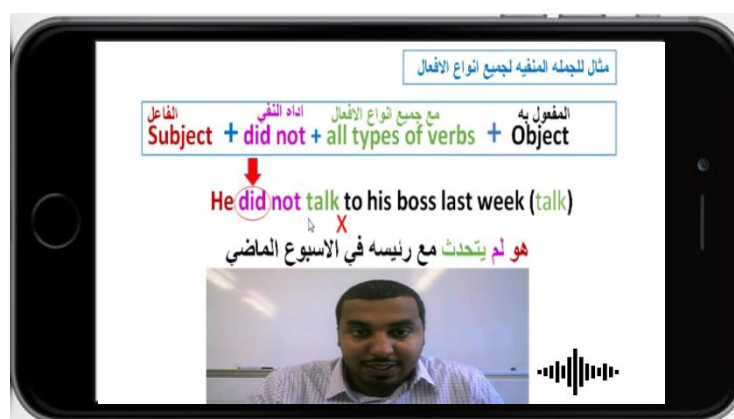 مثال للجمله المنفيه لجميع انواع الافعال
الفاعل اداه النفي مع جميع انواع الافعال المفعول به
Subject + did not + all types of verbs + Object
He did not talk to his boss last week (talk)
X
هو لم يتحدث مع رئيسه في الاسبوع الماضي